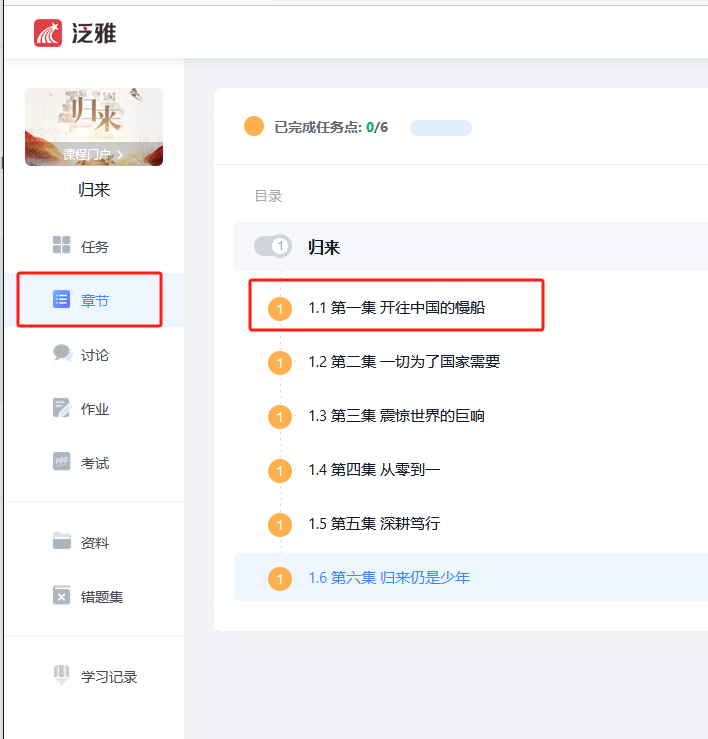 泛雅
归来
课程门户 >
归来
任务
章节
讨论
作业
100
考试
资料
错题集
学习记录
已完成任务点: 0/6
目录
1 归来
1 1.1 第一集 开往中国的慢船
1 1.2 第二集 一切为了国家需要
1 1.3 第三集 震惊世界的巨响
1 1.4 第四集 从零到一
1 1.5 第五集 深耕笃行
1 1.6 第六集 归来仍是少年